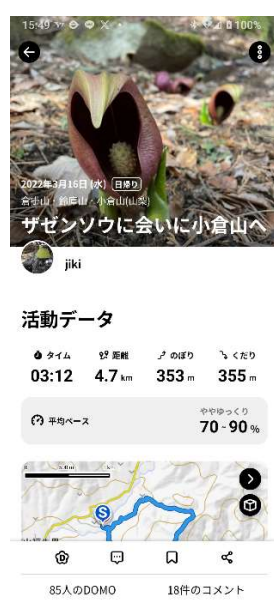 15:49
100%
2022年3月16日(水) 日帰り
倉小山・鈴庫山・小倉山(山梨)
ザゼンソウに会いに小倉山へ
jiki
活動データ
タイム 距離 のぼり くだり
03:12 4.7 km 353 m 355 m
平均ペース
ややゆっくり
70~90 %
S
85人のDOMO 18件のコメント